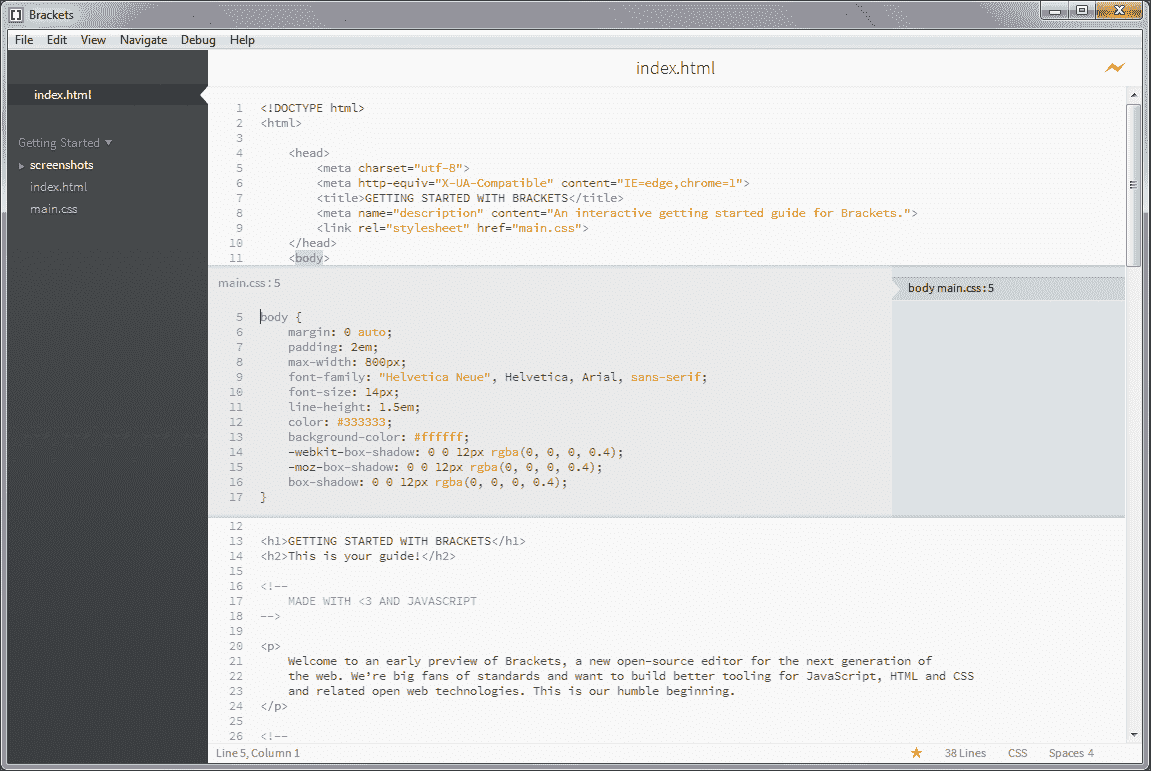 Brackets
File Edit View Navigate Debug Help
index.html
Getting Started
screenshots
index.html
main.css
index.html
1 <!DOCTYPE html>
2 <html>
3
4     <head>
5         <meta charset="utf-8">
6         <meta http-equiv="X-UA-Compatible" content="IE=edge,chrome=1">
7         <title>GETTING STARTED WITH BRACKETS</title>
8         <meta name="description" content="An interactive getting started guide for Brackets.">
9         <link rel="stylesheet" href="main.css">
10     </head>
11     <body>
main.css : 5
5 body {
6     margin: 0 auto;
7     padding: 2em;
8     max-width: 800px;
9     font-family: "Helvetica Neue", Helvetica, Arial, sans-serif;
10     font-size: 14px;
11     line-height: 1.5em;
12     color: #333333;
13     background-color: #ffffff;
14     -webkit-box-shadow: 0 0 12px rgba(0, 0, 0, 0.4);
15     -moz-box-shadow: 0 0 12px rgba(0, 0, 0, 0.4);
16     box-shadow: 0 0 12px rgba(0, 0, 0, 0.4);
17 }
body main.css : 5
12
13 <h1>GETTING STARTED WITH BRACKETS</h1>
14 <h2>This is your guide!</h2>
15
16 <!--
17     MADE WITH <3 AND JAVASCRIPT
18 -->
19
20 <p>
21     Welcome to an early preview of Brackets, a new open-source editor for the next generation of
22     the web. We're big fans of standards and want to build better tooling for JavaScript, HTML and CSS
23     and related open web technologies. This is our humble beginning.
24 </p>
25
26 <!--
Line 5, Column 1
38 Lines CSS Spaces 4